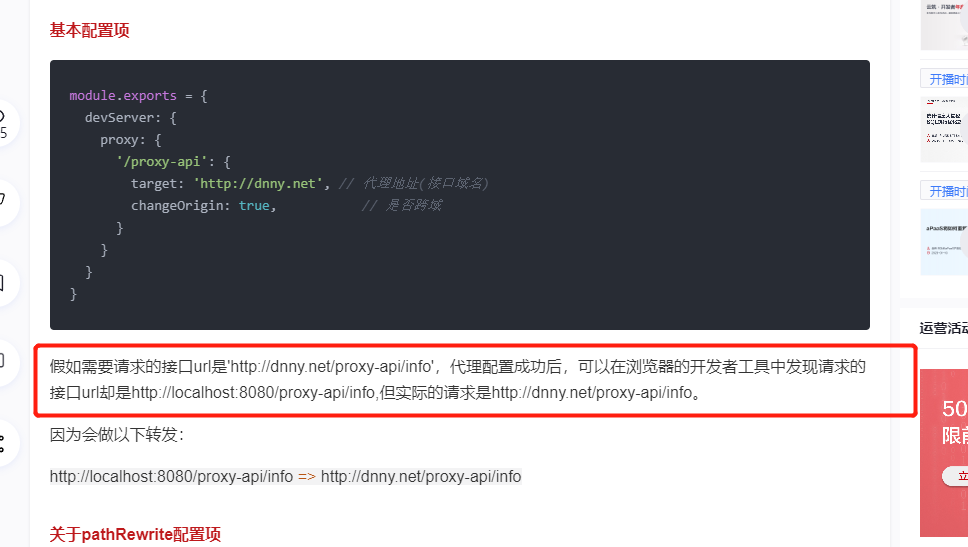 基本配置项
module.exports = {
devServer: {
proxy: {
'/proxy-api': {
target: 'http://dnny.net', // 代理地址(接口域名)
changeOrigin: true, // 是否跨域
}
}
}
}
假如需要请求的接口url是'http://dnny.net/proxy-api/info'，代理配置成功后，可以在浏览器的开发者工具中发现请求的
接口url却是http://localhost:8080/proxy-api/info,但实际的请求是http://dnny.net/proxy-api/info。
因为会做以下转发：
http://localhost:8080/proxy-api/info => http://dnny.net/proxy-api/info
关于pathRewrite配置项
5
开播时间
开播时间
运营活动
50
限前
立